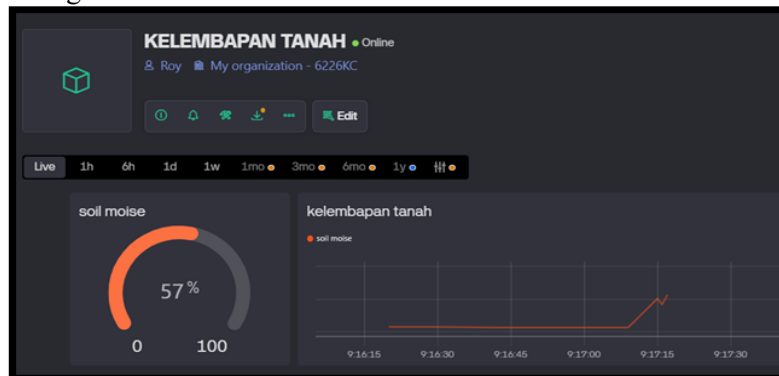 KELEMBAPAN TANAH • Online
Roy My organization - 6226KC
Edit
Live 1h 6h 1d 1w 1mo 3mo 6mo 1y
soil moise
57%
0 100
kelembapan tanah
soil moise
9:16:15 9:16:30 9:16:45 9:17:00 9:17:15 9:17:30